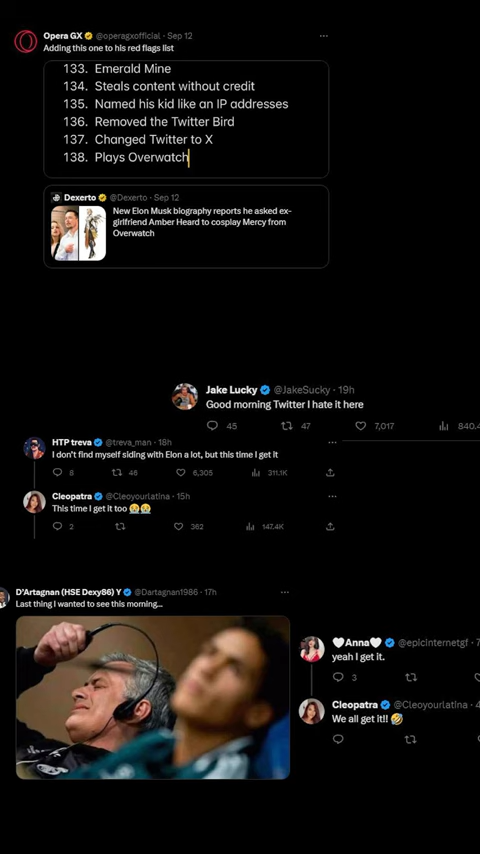 Opera GX @operagxofficial · Sep 12
Adding this one to his red flags list
133. Emerald Mine
134. Steals content without credit
135. Named his kid like an IP addresses
136. Removed the Twitter Bird
137. Changed Twitter to X
138. Plays Overwatch
Dexerto @Dexerto · Sep 12
New Elon Musk biography reports he asked ex-
girlfriend Amber Heard to cosplay Mercy from
Overwatch
Jake Lucky @JakeSucky · 19h
Good morning Twitter I hate it here
45 47 7,017 840.4
HTP treva @treva_man · 18h
I don't find myself siding with Elon a lot, but this time I get it
8 48 6,305 311.1K
Cleopatra @Cleoyourlatina · 15h
This time I get it too 😭😭
2 362 147.4K
D'Artagnan (HSE Dexy86) Y @Dartagnan1986 · 17h
Last thing I wanted to see this morning...
🤍Anna🤍 @epicinternetgf · 7
yeah I get it.
3
Cleopatra @Cleoyourlatina · 4
We all get it!! 🤣